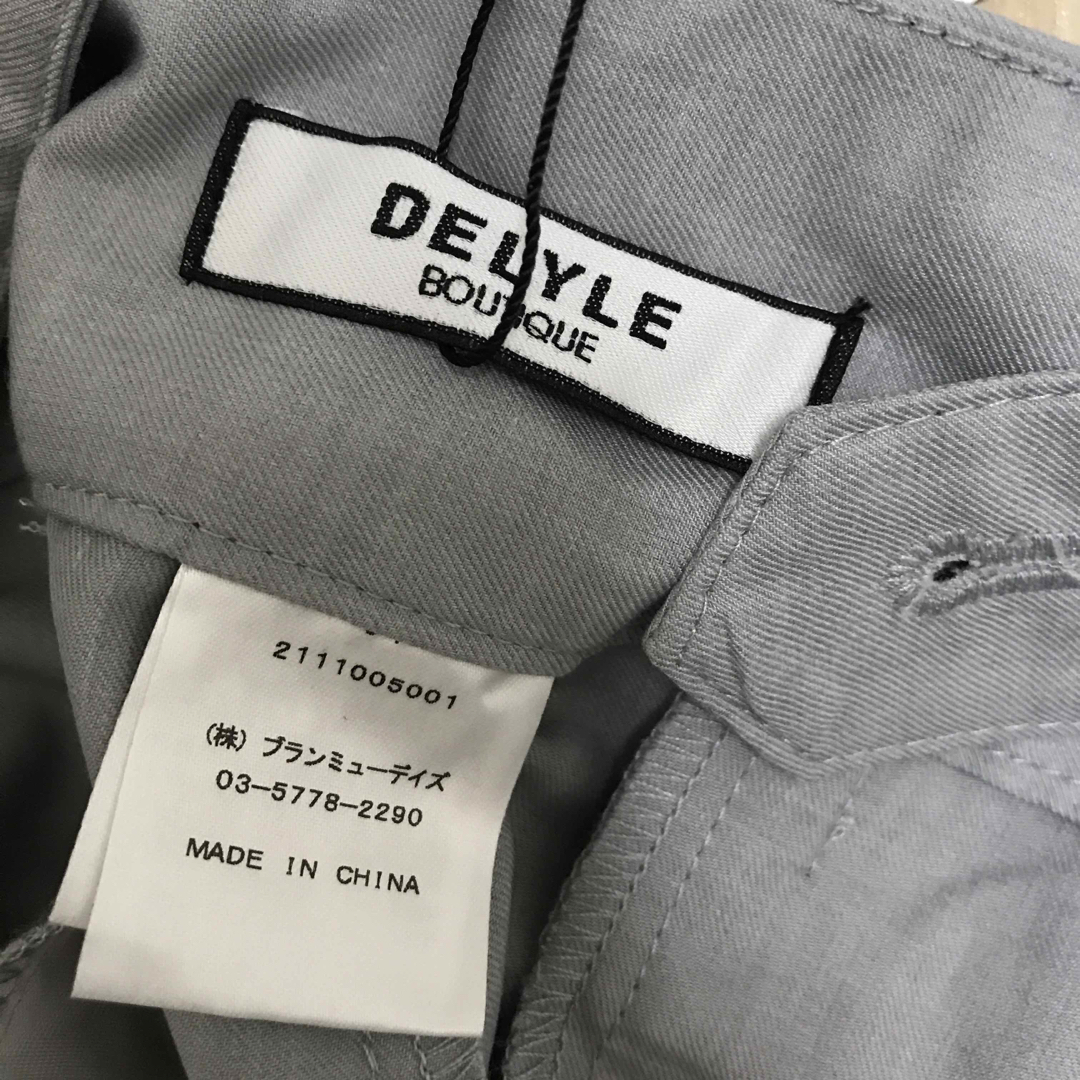 DELYLE
BOUTIQUE
2111005001
(株) ブランミューデイズ
03-5778-2290
MADE IN CHINA